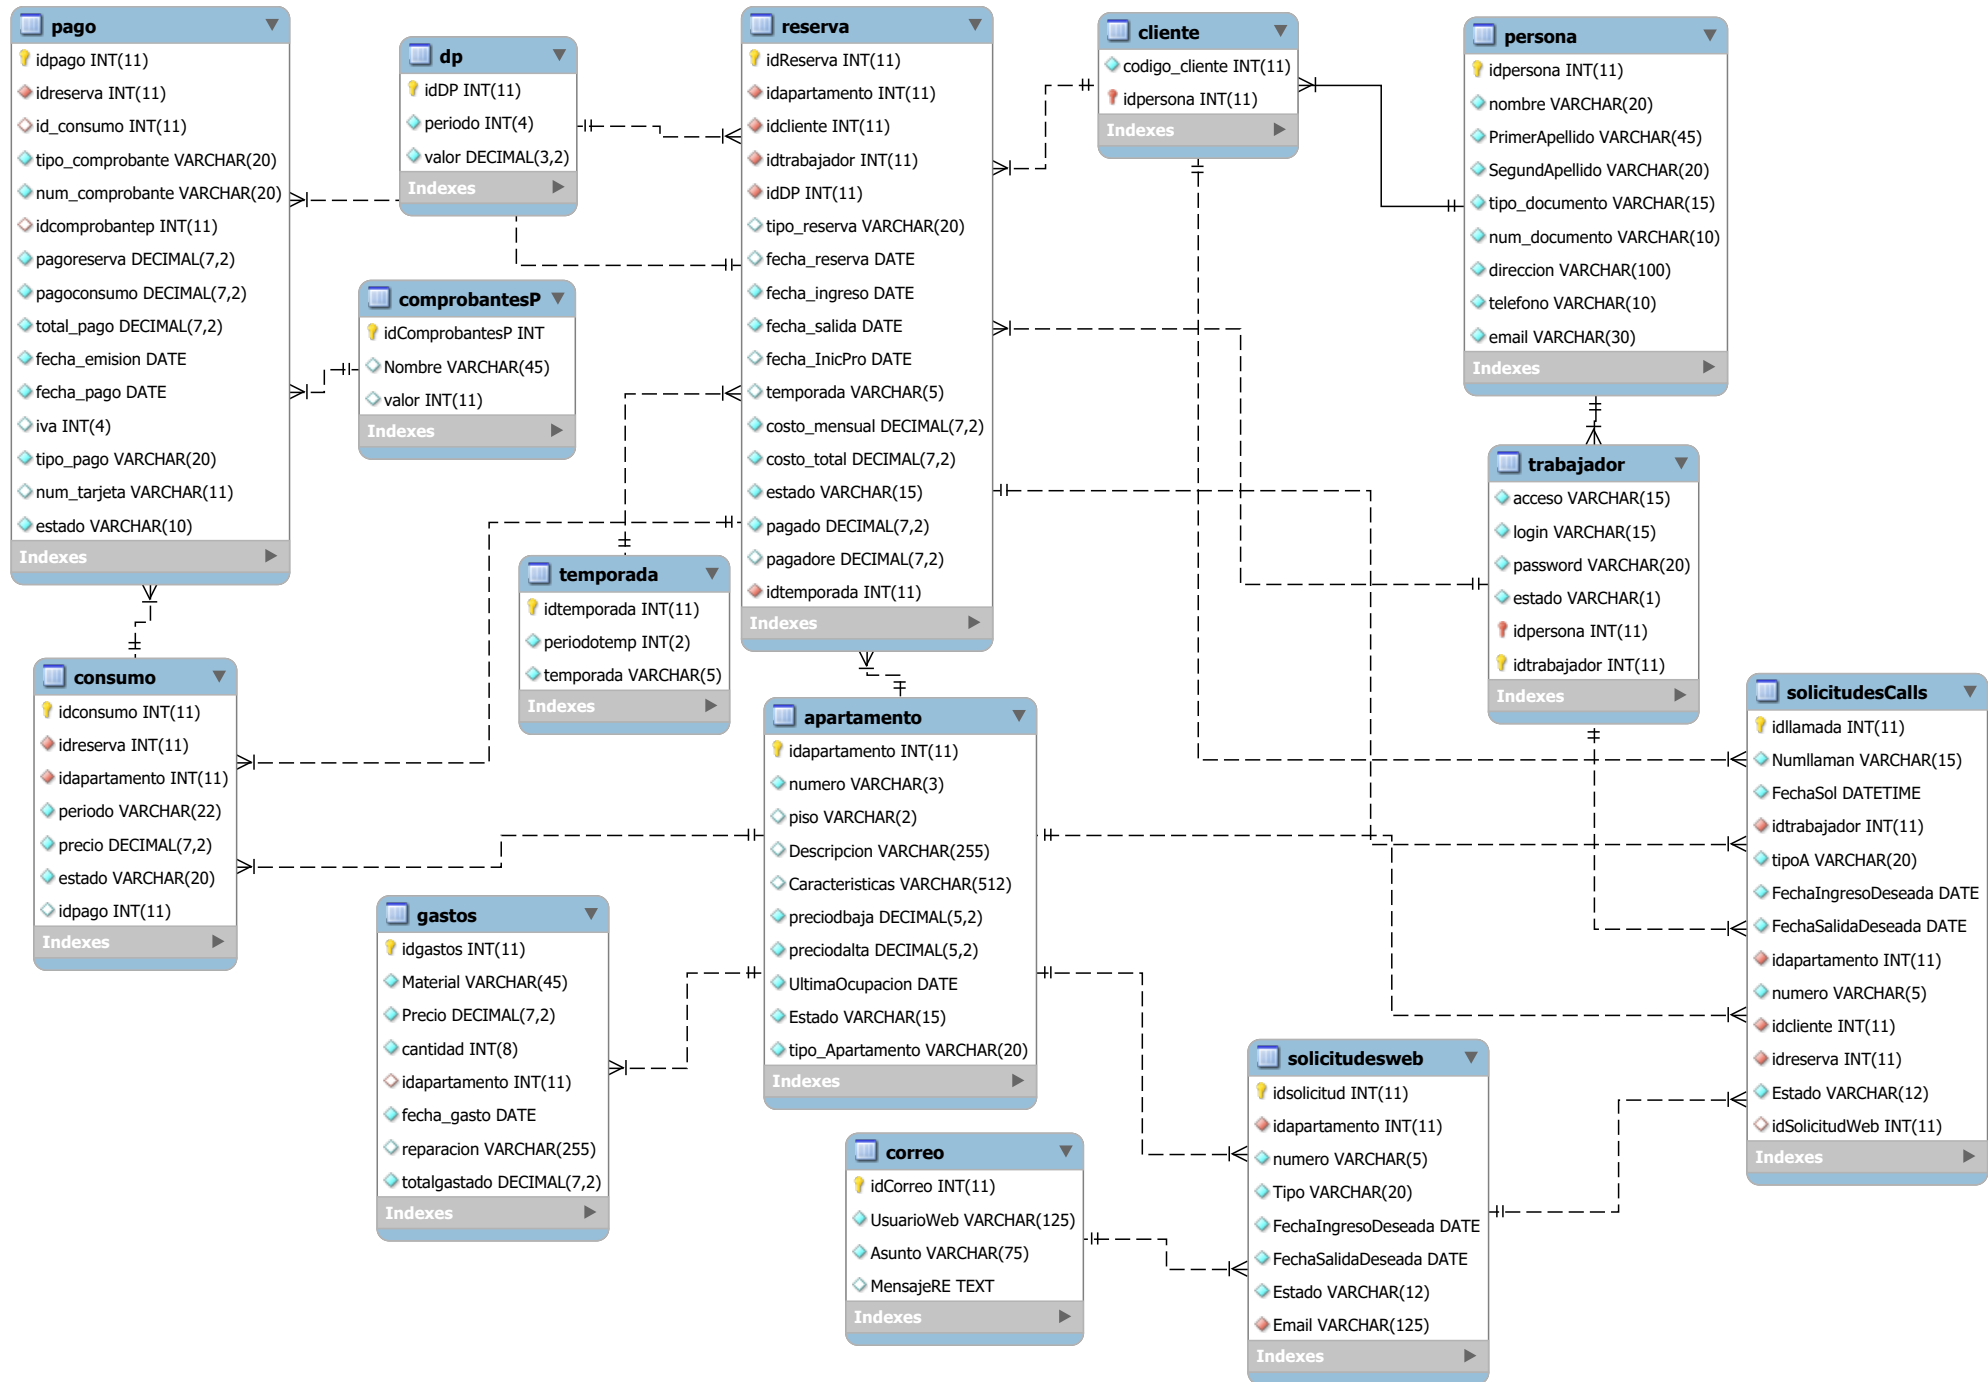 pago
idpago INT(11)
idreserva INT(11)
id_consumo INT(11)
tipo_comprobante VARCHAR(20)
num_comprobante VARCHAR(20)
idcomprobantep INT(11)
pagoreserva DECIMAL(7,2)
pagoconsumo DECIMAL(7,2)
total_pago DECIMAL(7,2)
fecha_emision DATE
fecha_pago DATE
iva INT(4)
tipo_pago VARCHAR(20)
num_tarjeta VARCHAR(11)
estado VARCHAR(10)
Indexes
dp
idDP INT(11)
periodo INT(4)
valor DECIMAL(3,2)
Indexes
comprobantesP
idComprobantesP INT
Nombre VARCHAR(45)
valor INT(11)
Indexes
reserva
idReserva INT(11)
idapartamento INT(11)
idcliente INT(11)
idtrabajador INT(11)
idDP INT(11)
tipo_reserva VARCHAR(20)
fecha_reserva DATE
fecha_ingreso DATE
fecha_salida DATE
fecha_InicPro DATE
temporada VARCHAR(5)
costo_mensual DECIMAL(7,2)
costo_total DECIMAL(7,2)
estado VARCHAR(15)
pagado DECIMAL(7,2)
pagadore DECIMAL(7,2)
idtemporada INT(11)
Indexes
cliente
codigo_cliente INT(11)
idpersona INT(11)
Indexes
persona
idpersona INT(11)
nombre VARCHAR(20)
PrimerApellido VARCHAR(45)
SegundApellido VARCHAR(20)
tipo_documento VARCHAR(15)
num_documento VARCHAR(10)
direccion VARCHAR(100)
telefono VARCHAR(10)
email VARCHAR(30)
Indexes
trabajador
acceso VARCHAR(15)
login VARCHAR(15)
password VARCHAR(20)
estado VARCHAR(1)
idpersona INT(11)
idtrabajador INT(11)
Indexes
temporada
idtemporada INT(11)
periodotemp INT(2)
temporada VARCHAR(5)
Indexes
consumo
idconsumo INT(11)
idreserva INT(11)
idapartamento INT(11)
periodo VARCHAR(22)
precio DECIMAL(7,2)
estado VARCHAR(20)
idpago INT(11)
Indexes
apartamento
idapartamento INT(11)
numero VARCHAR(3)
piso VARCHAR(2)
Descripcion VARCHAR(255)
Caracteristicas VARCHAR(512)
preciodbaja DECIMAL(5,2)
preciodalta DECIMAL(5,2)
UltimaOcupacion DATE
Estado VARCHAR(15)
tipo_Apartamento VARCHAR(20)
Indexes
solicitudesCalls
idllamada INT(11)
Numllaman VARCHAR(15)
FechaSol DATETIME
idtrabajador INT(11)
tipoA VARCHAR(20)
FechaIngresoDeseada DATE
FechaSalidaDeseada DATE
idapartamento INT(11)
numero VARCHAR(5)
idcliente INT(11)
idreserva INT(11)
Estado VARCHAR(12)
idSolicitudWeb INT(11)
Indexes
gastos
idgastos INT(11)
Material VARCHAR(45)
Precio DECIMAL(7,2)
cantidad INT(8)
idapartamento INT(11)
fecha_gasto DATE
reparacion VARCHAR(255)
totalgastado DECIMAL(7,2)
Indexes
correo
idCorreo INT(11)
UsuarioWeb VARCHAR(125)
Asunto VARCHAR(75)
MensajeRE TEXT
Indexes
solicitudesweb
idsolicitud INT(11)
idapartamento INT(11)
numero VARCHAR(5)
Tipo VARCHAR(20)
FechaIngresoDeseada DATE
FechaSalidaDeseada DATE
Estado VARCHAR(12)
Email VARCHAR(125)
Indexes